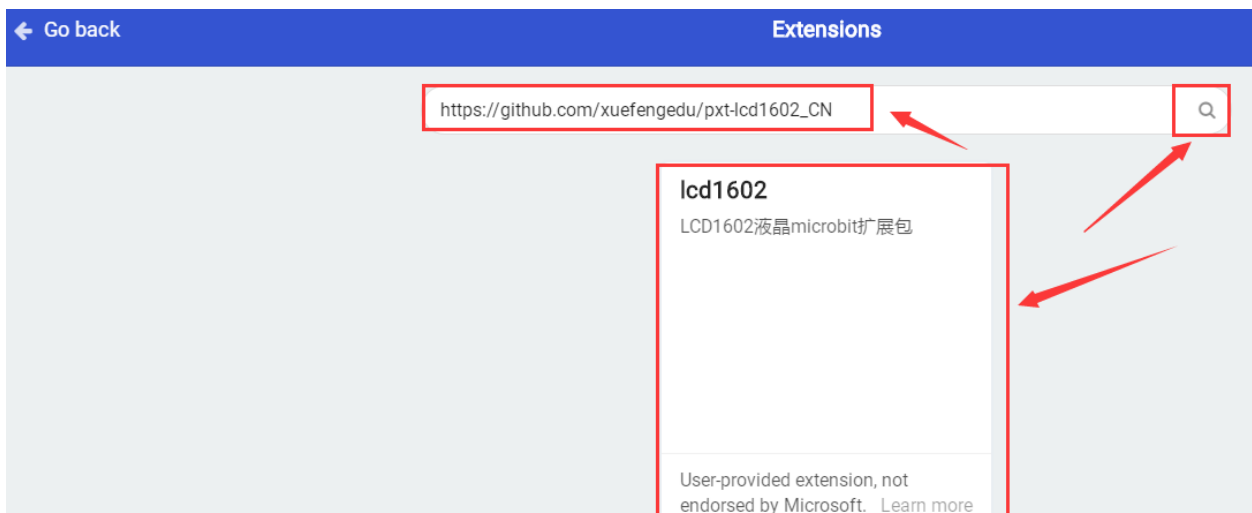 Go back
Extensions
https://github.com/xuefengedu/pxt-lcd1602_CN
lcd1602
LCD1602液晶microbit扩展包
User-provided extension, not
endorsed by Microsoft. Learn more